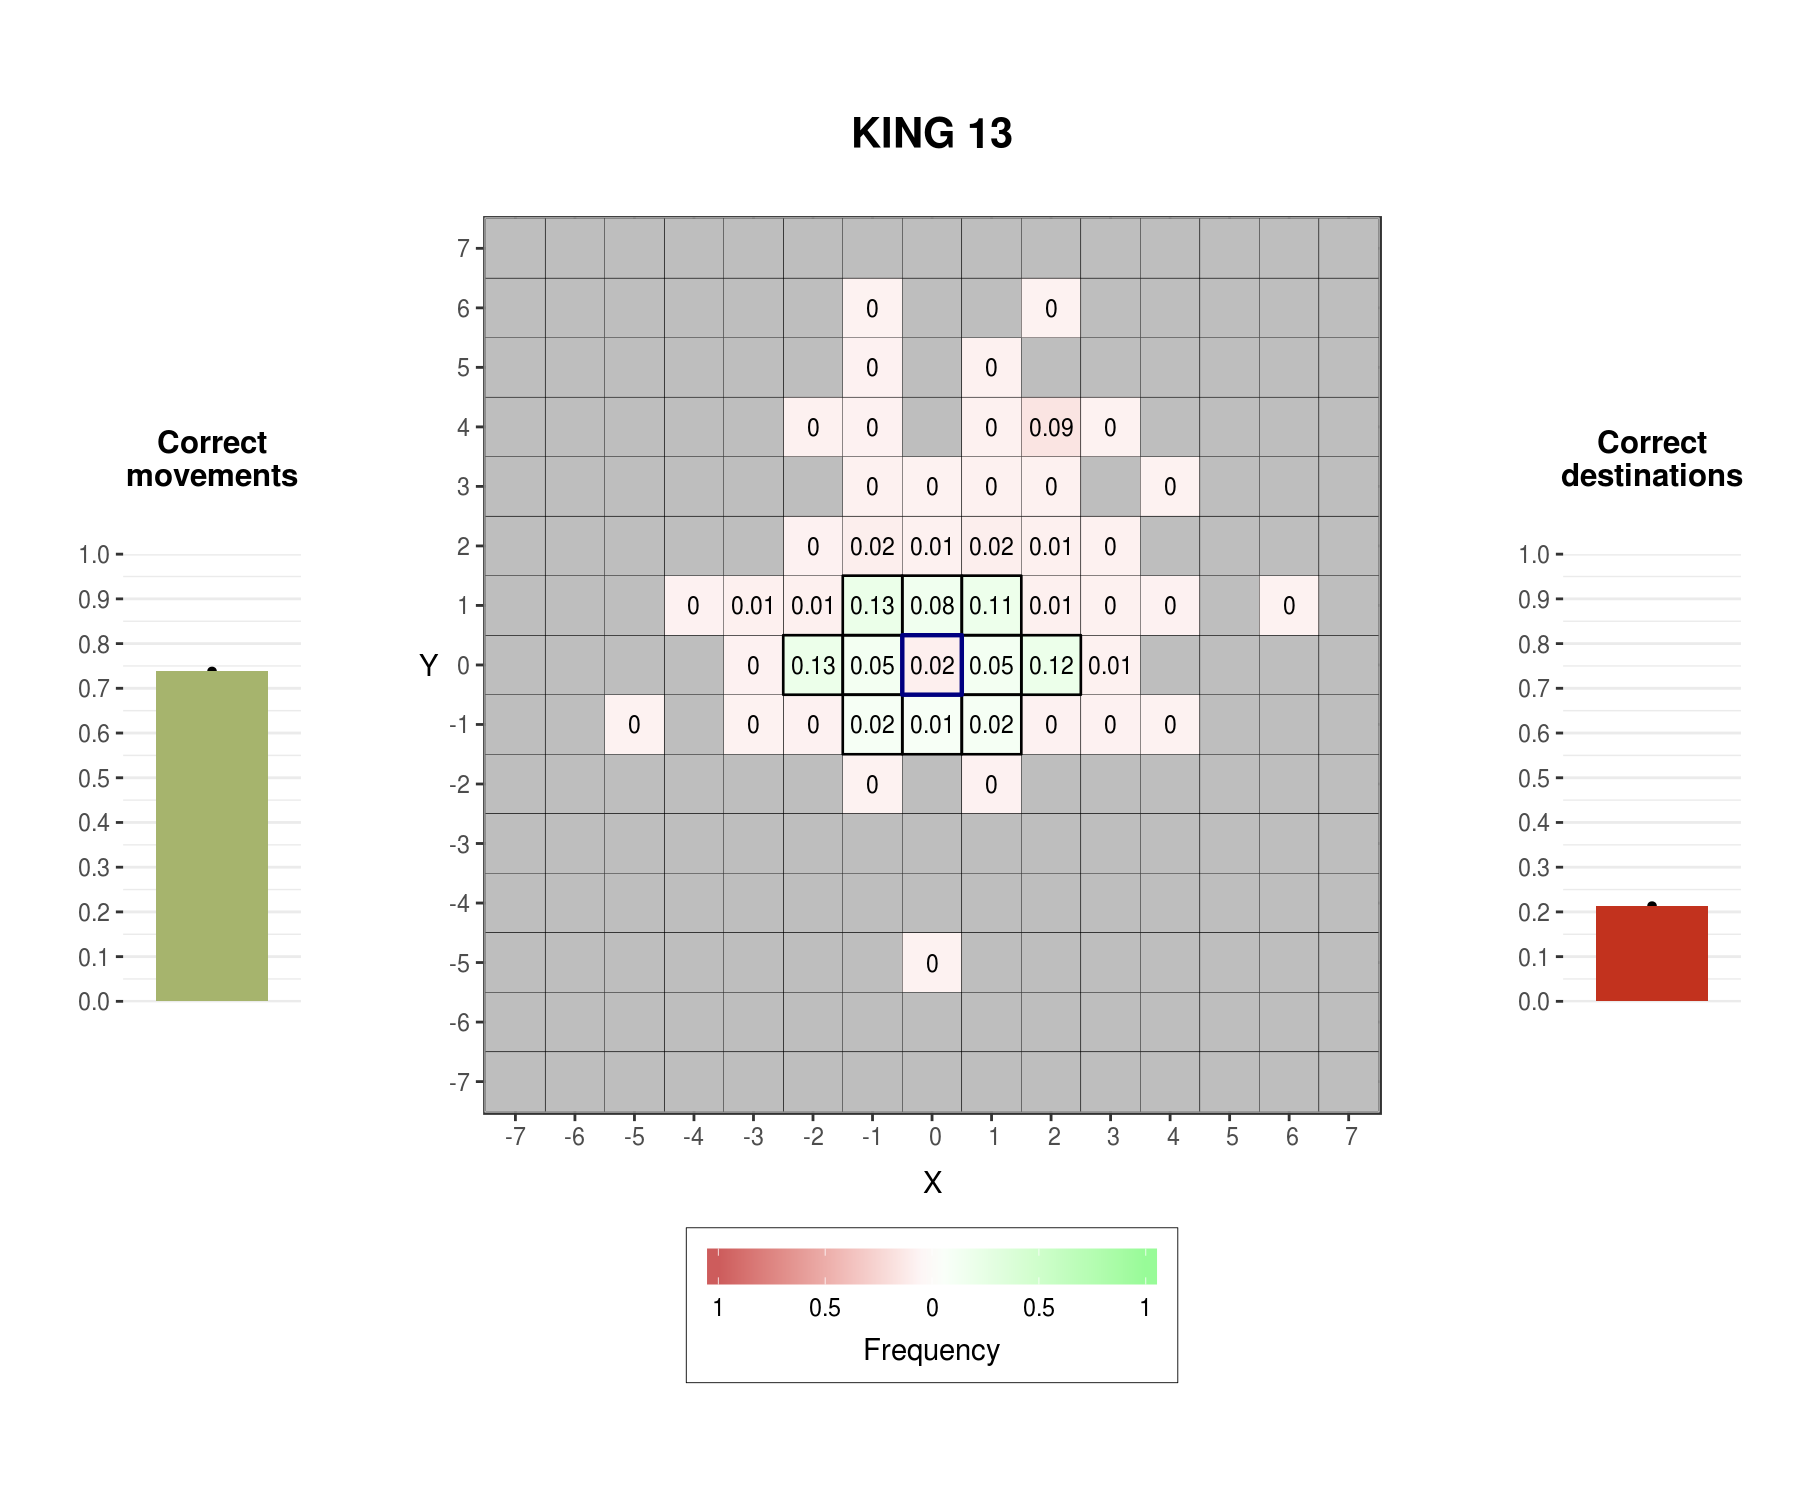 KING 13
Correct
movements
1.0
0.9
0.8
0.7
0.6
0.5
0.4
0.3
0.2
0.1
0.0
Y
7
6 0 0
5 0 0
4 0 0 0 0.09 0
3 0 0 0 0 0
2 0 0.02 0.01 0.02 0.01 0
1 0 0.01 0.01 0.13 0.08 0.11 0.01 0 0 0
0 0 0.13 0.05 0.02 0.05 0.12 0.01
-1 0 0 0 0.02 0.01 0.02 0 0 0
-2 0 0
-3
-4
-5 0
-6
-7
-7 -6 -5 -4 -3 -2 -1 0 1 2 3 4 5 6 7
X
1 0.5 0 0.5 1
Frequency
Correct
destinations
1.0
0.9
0.8
0.7
0.6
0.5
0.4
0.3
0.2
0.1
0.0